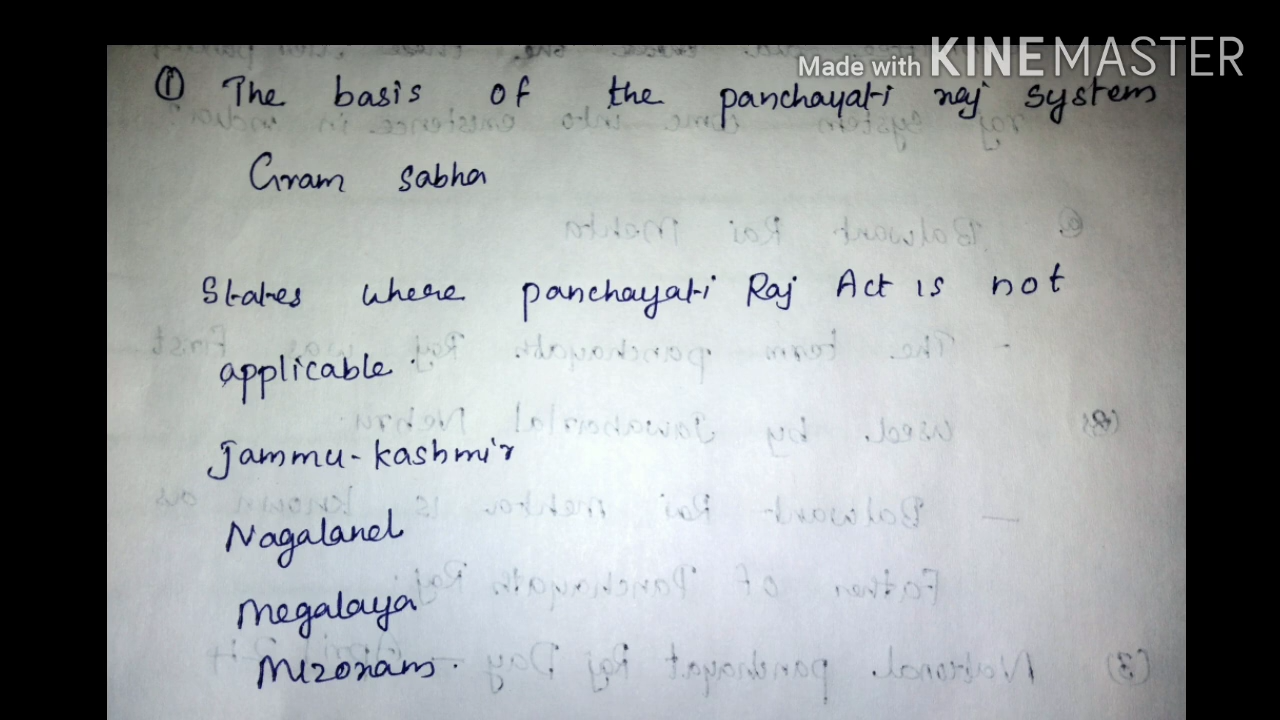 Made with KINEMASTER
① The basis of the panchayati raj system
Gram sabha
States where panchayati Raj Act is not
applicable.
Jammu-kashmir
Nagaland
Megalaya
Mizoram.